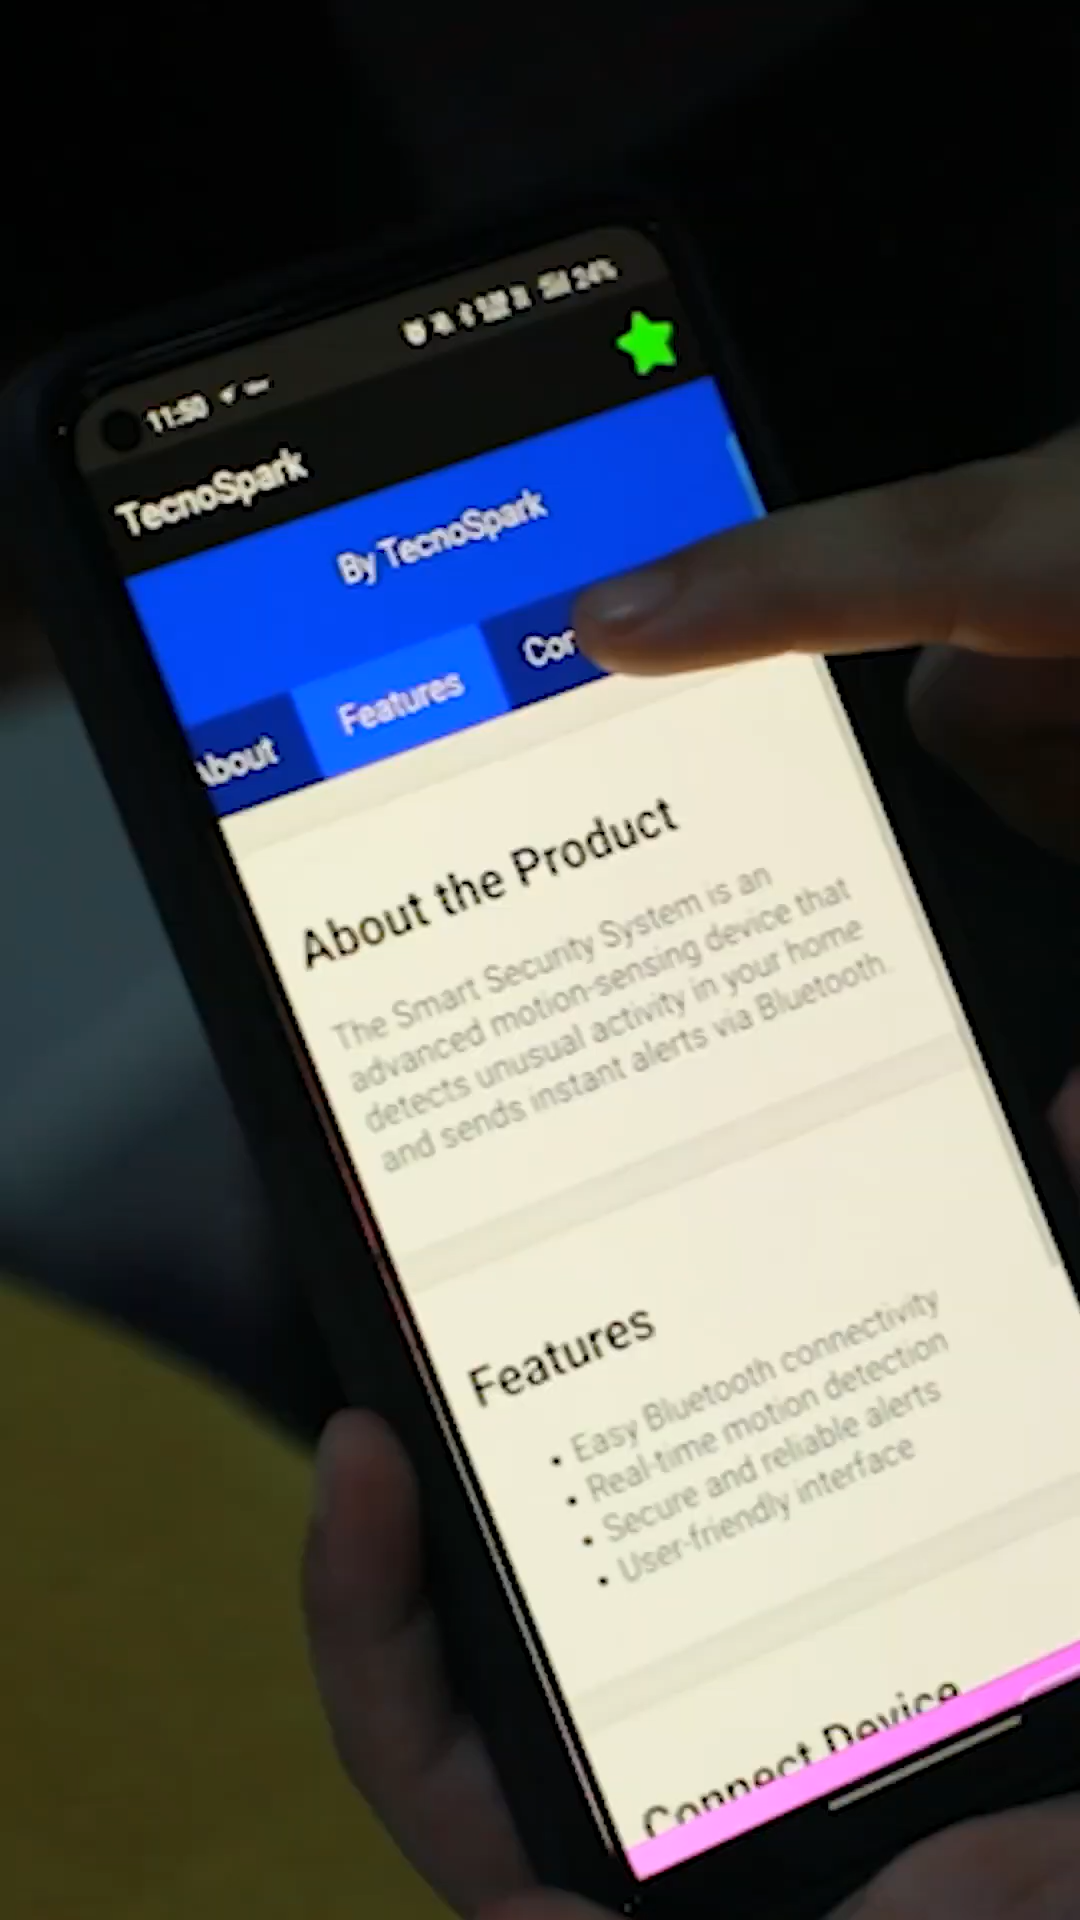 11:50
24%
TecnoSpark
By TecnoSpark
About
Features
Con
About the Product
The Smart Security System is an
advanced motion-sensing device that
detects unusual activity in your home
and sends instant alerts via Bluetooth.
Features
• Easy Bluetooth connectivity
• Real-time motion detection
• Secure and reliable alerts
• User-friendly interface
Connect Device